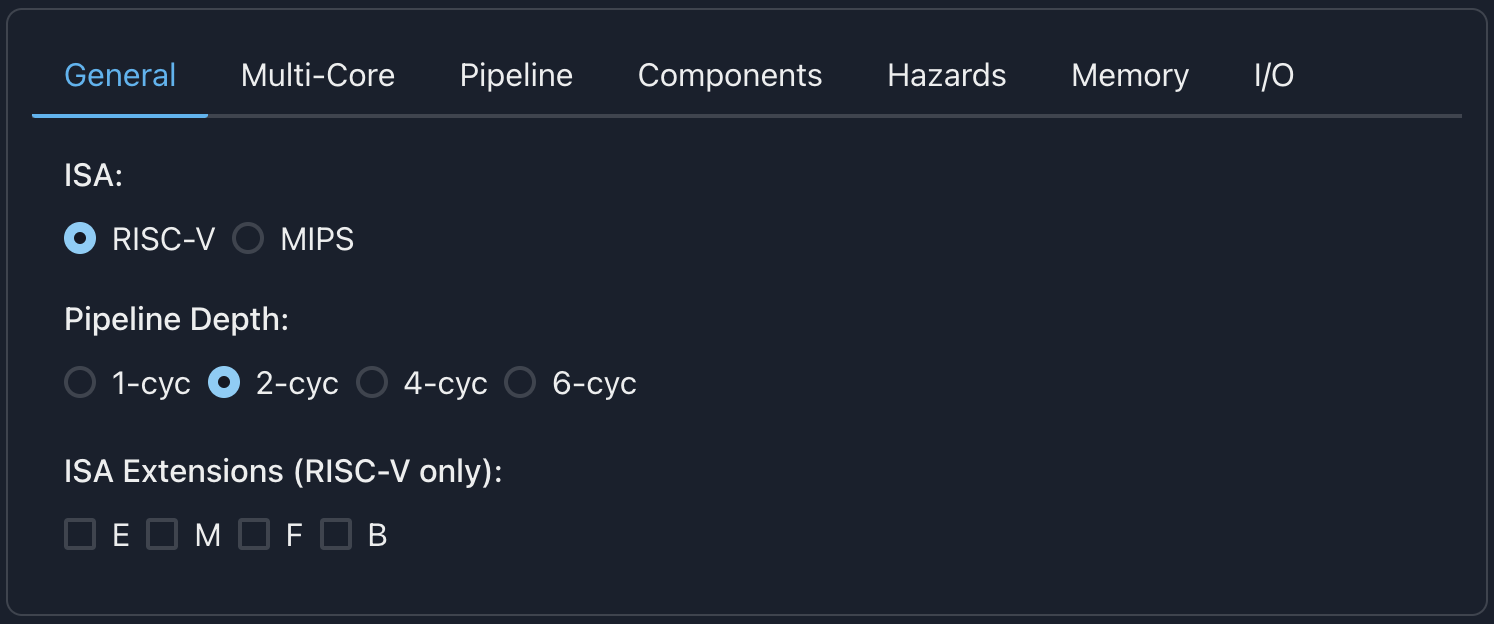 General Multi-Core Pipeline Components Hazards Memory I/O
ISA:
RISC-V MIPS
Pipeline Depth:
1-cyc 2-cyc 4-cyc 6-cyc
ISA Extensions (RISC-V only):
E M F B